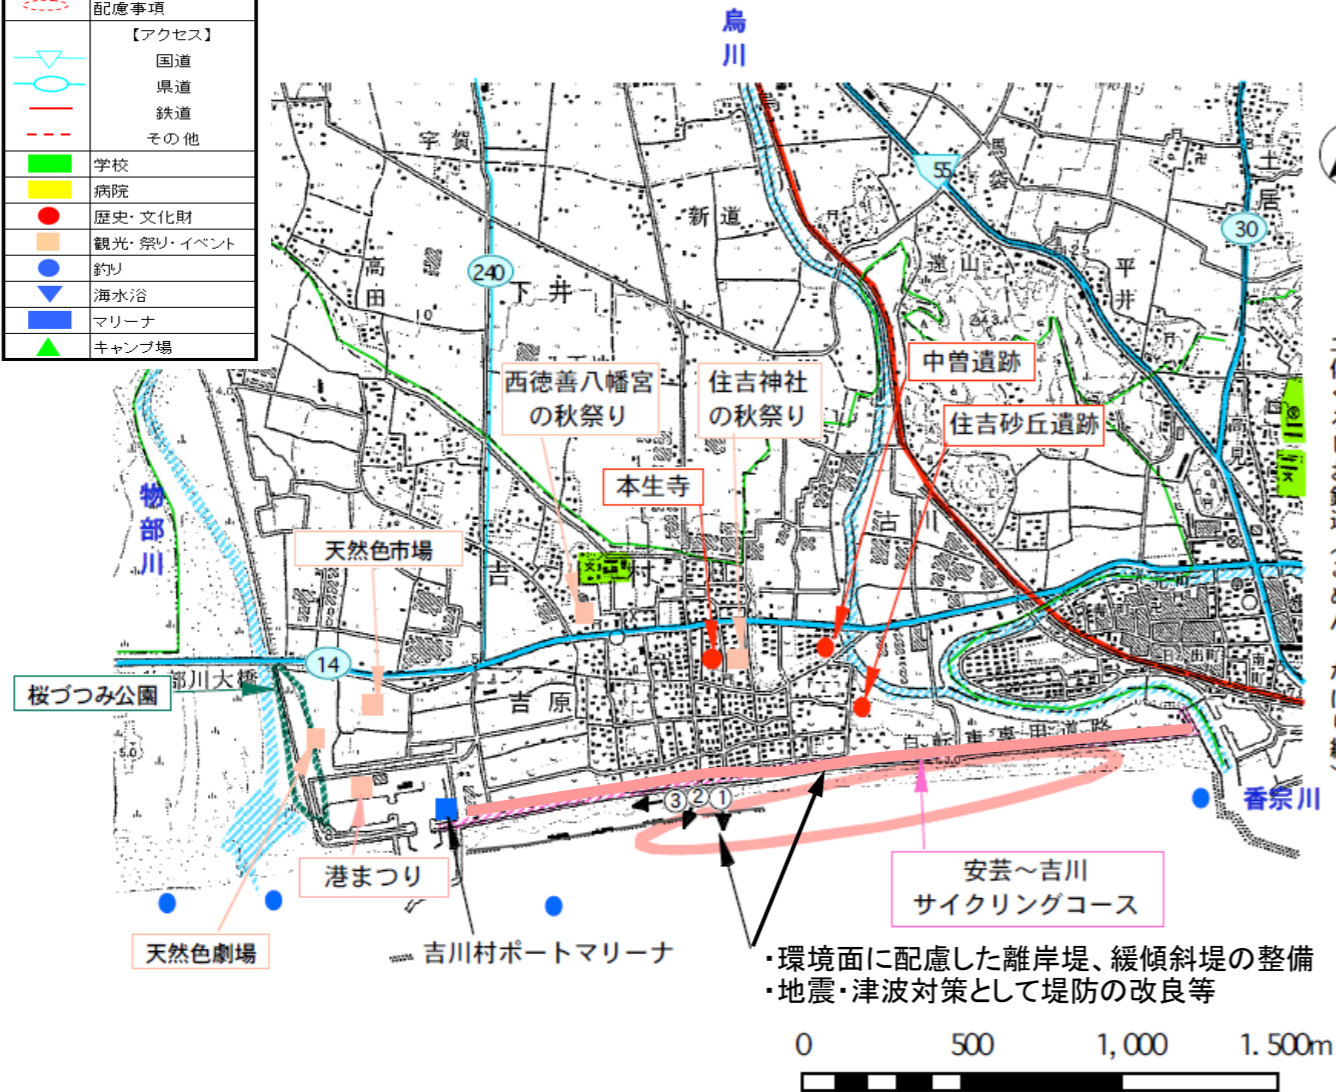 配慮事項
【アクセス】
国道
県道
鉄道
その他
学校
病院
歴史・文化財
観光・祭り・イベント
釣り
海水浴
マリーナ
キャンプ場
烏川
宇賀
新道
馬袋
55
土居
30
高田
240
下井
遠山
平井
10
西徳善八幡宮
の秋祭り
住吉神社
の秋祭り
中曽遺跡
住吉砂丘遺跡
本生寺
古川
物部川
天然色市場
吉
村
文
14
部川大橋
桜づつみ公園
吉原
③②①
香宗川
港まつり
安芸～吉川
サイクリングコース
天然色劇場
吉川村ポートマリーナ
・環境面に配慮した離岸堤、緩傾斜堤の整備
・地震・津波対策として堤防の改良等
0 500 1,000 1.500m